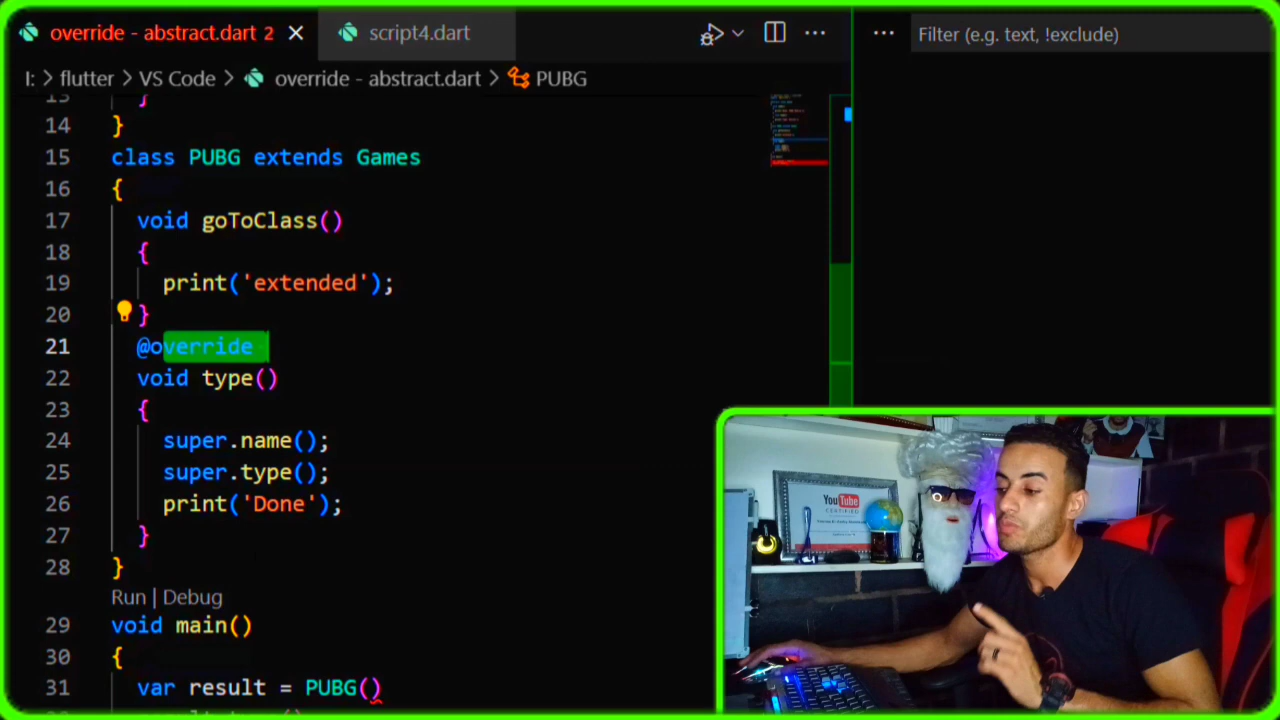 override - abstract.dart 2
script4.dart
Filter (e.g. text, !exclude)
I: > flutter > VS Code > override - abstract.dart > PUBG
13 }
14 }
15 class PUBG extends Games
16 {
17 void goToClass()
18 {
19 print('extended');
20 }
21 @override
22 void type()
23 {
24 super.name();
25 super.type();
26 print('Done');
27 }
28 }
Run | Debug
29 void main()
30 {
31 var result = PUBG()
YouTube
CERTIFIED